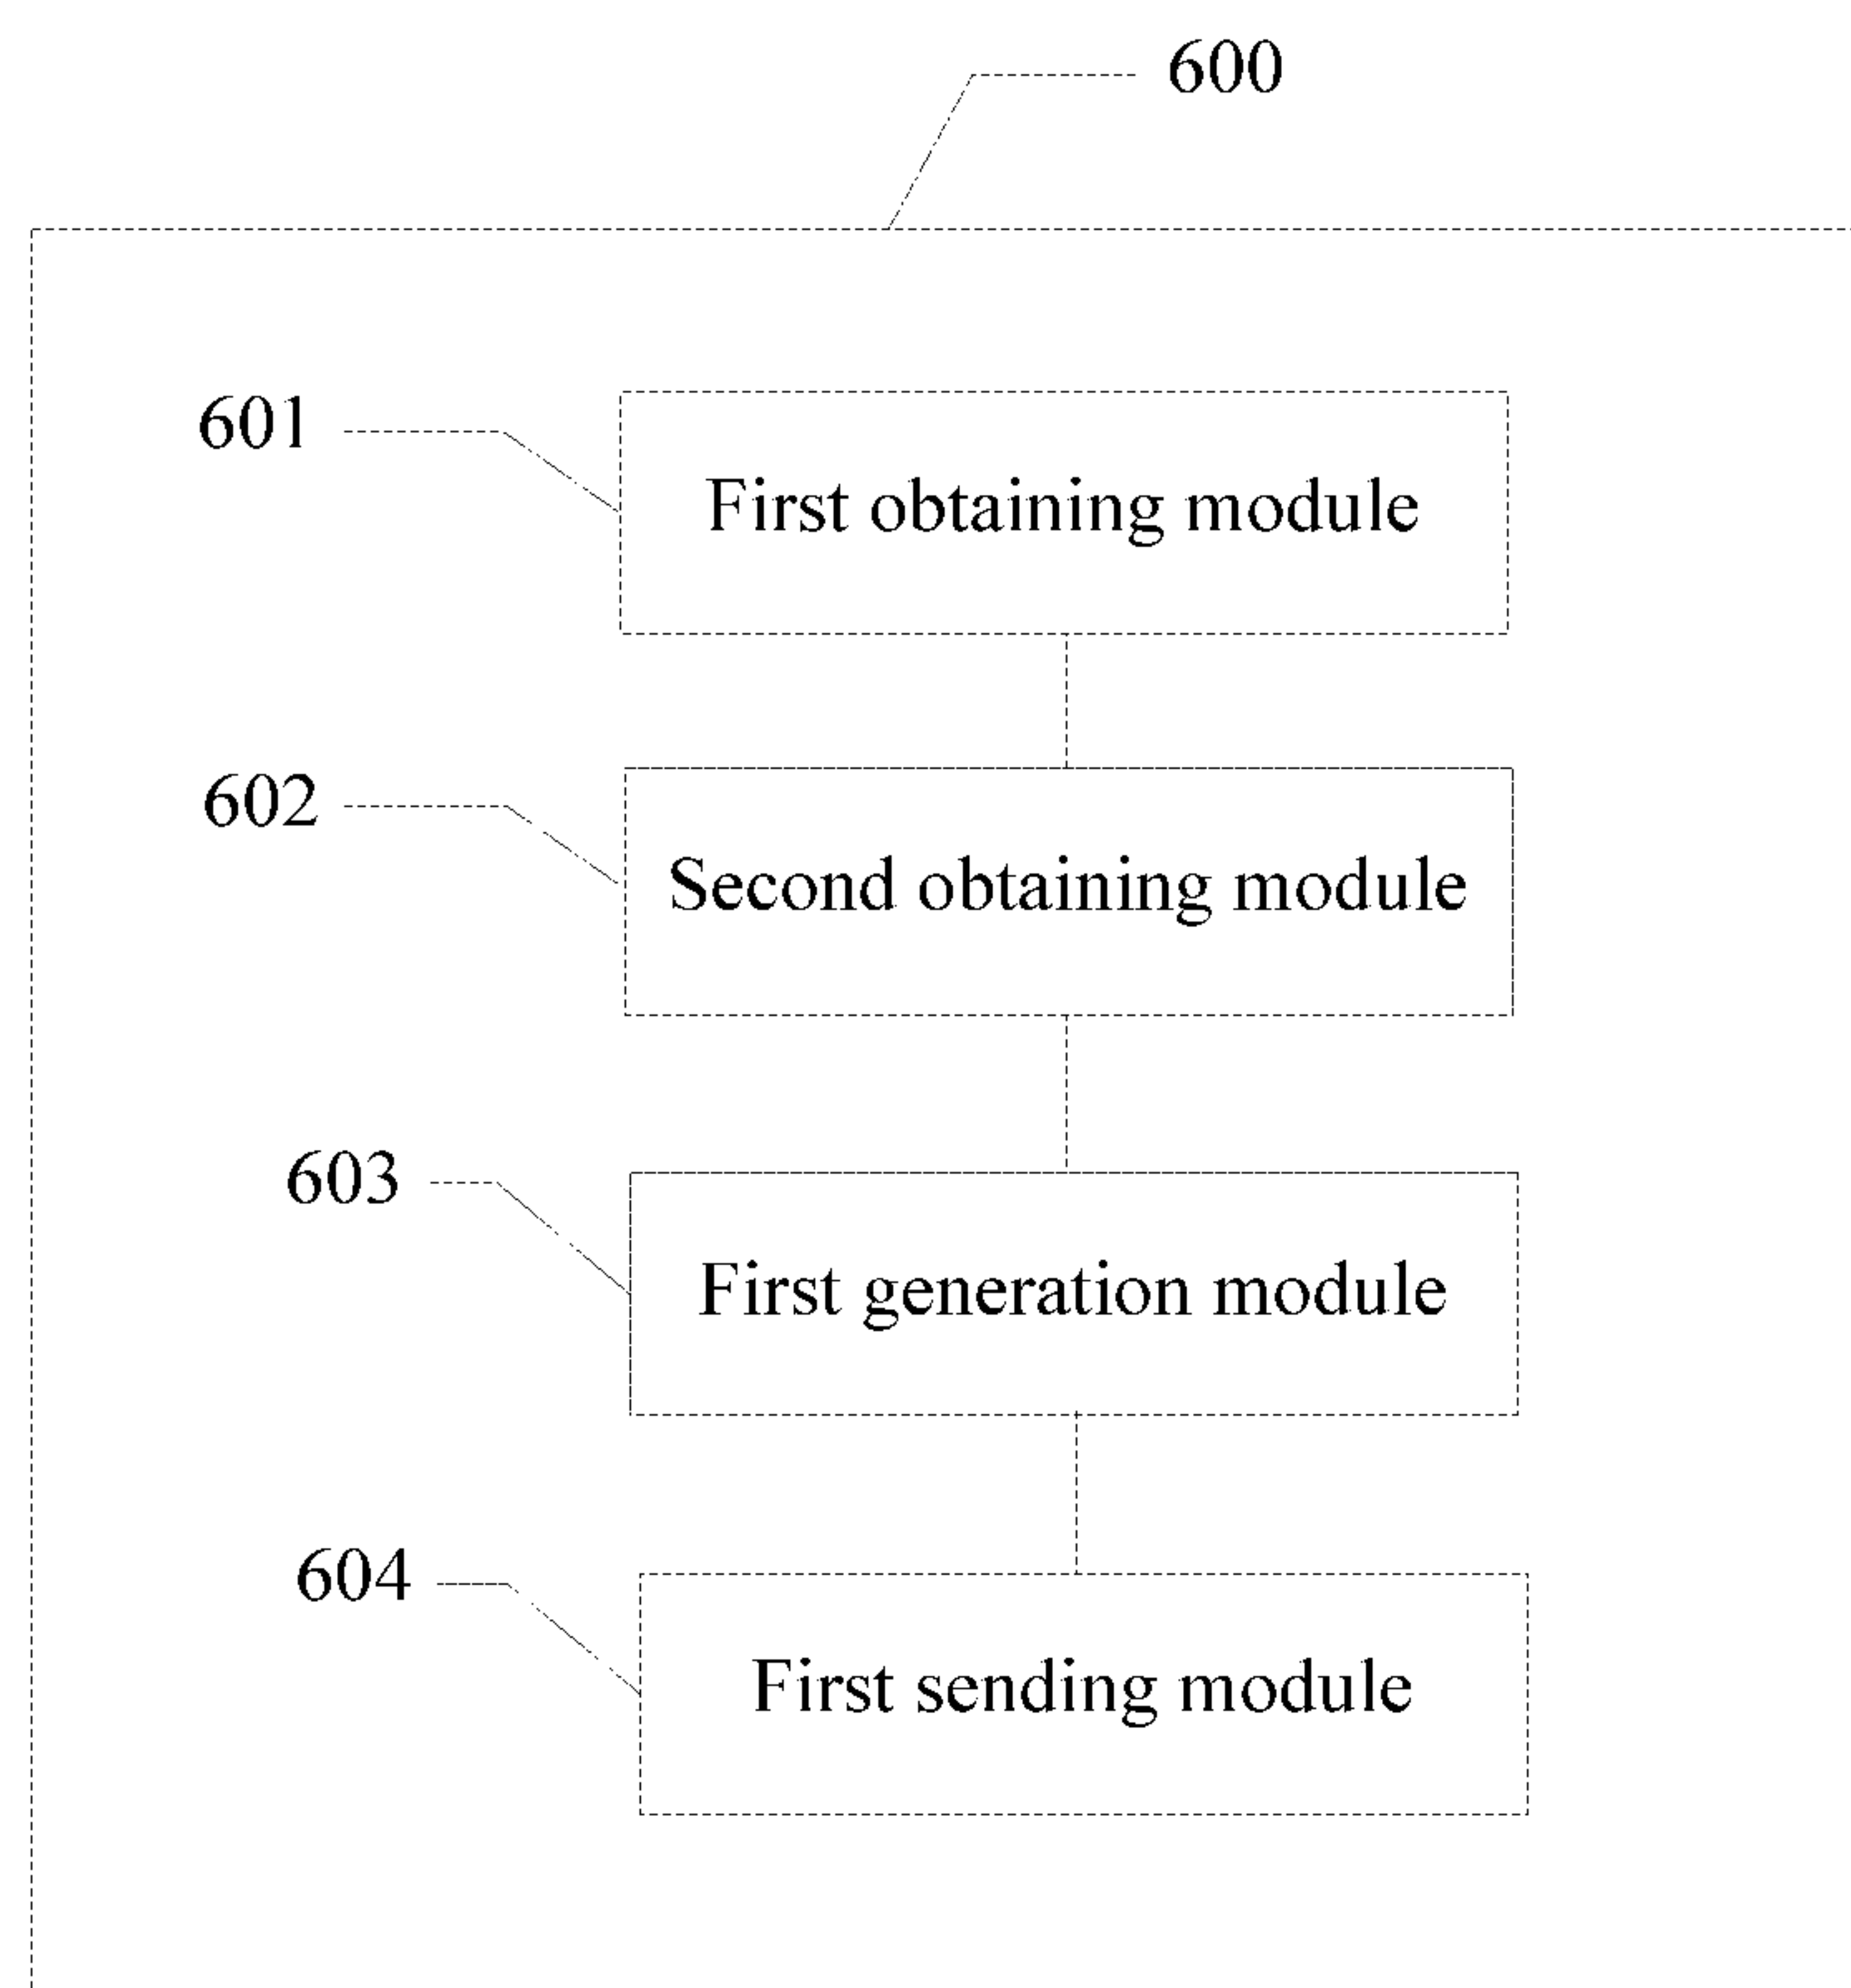 600
601
First obtaining module
602
Second obtaining module
603
First generation module
604
First sending module